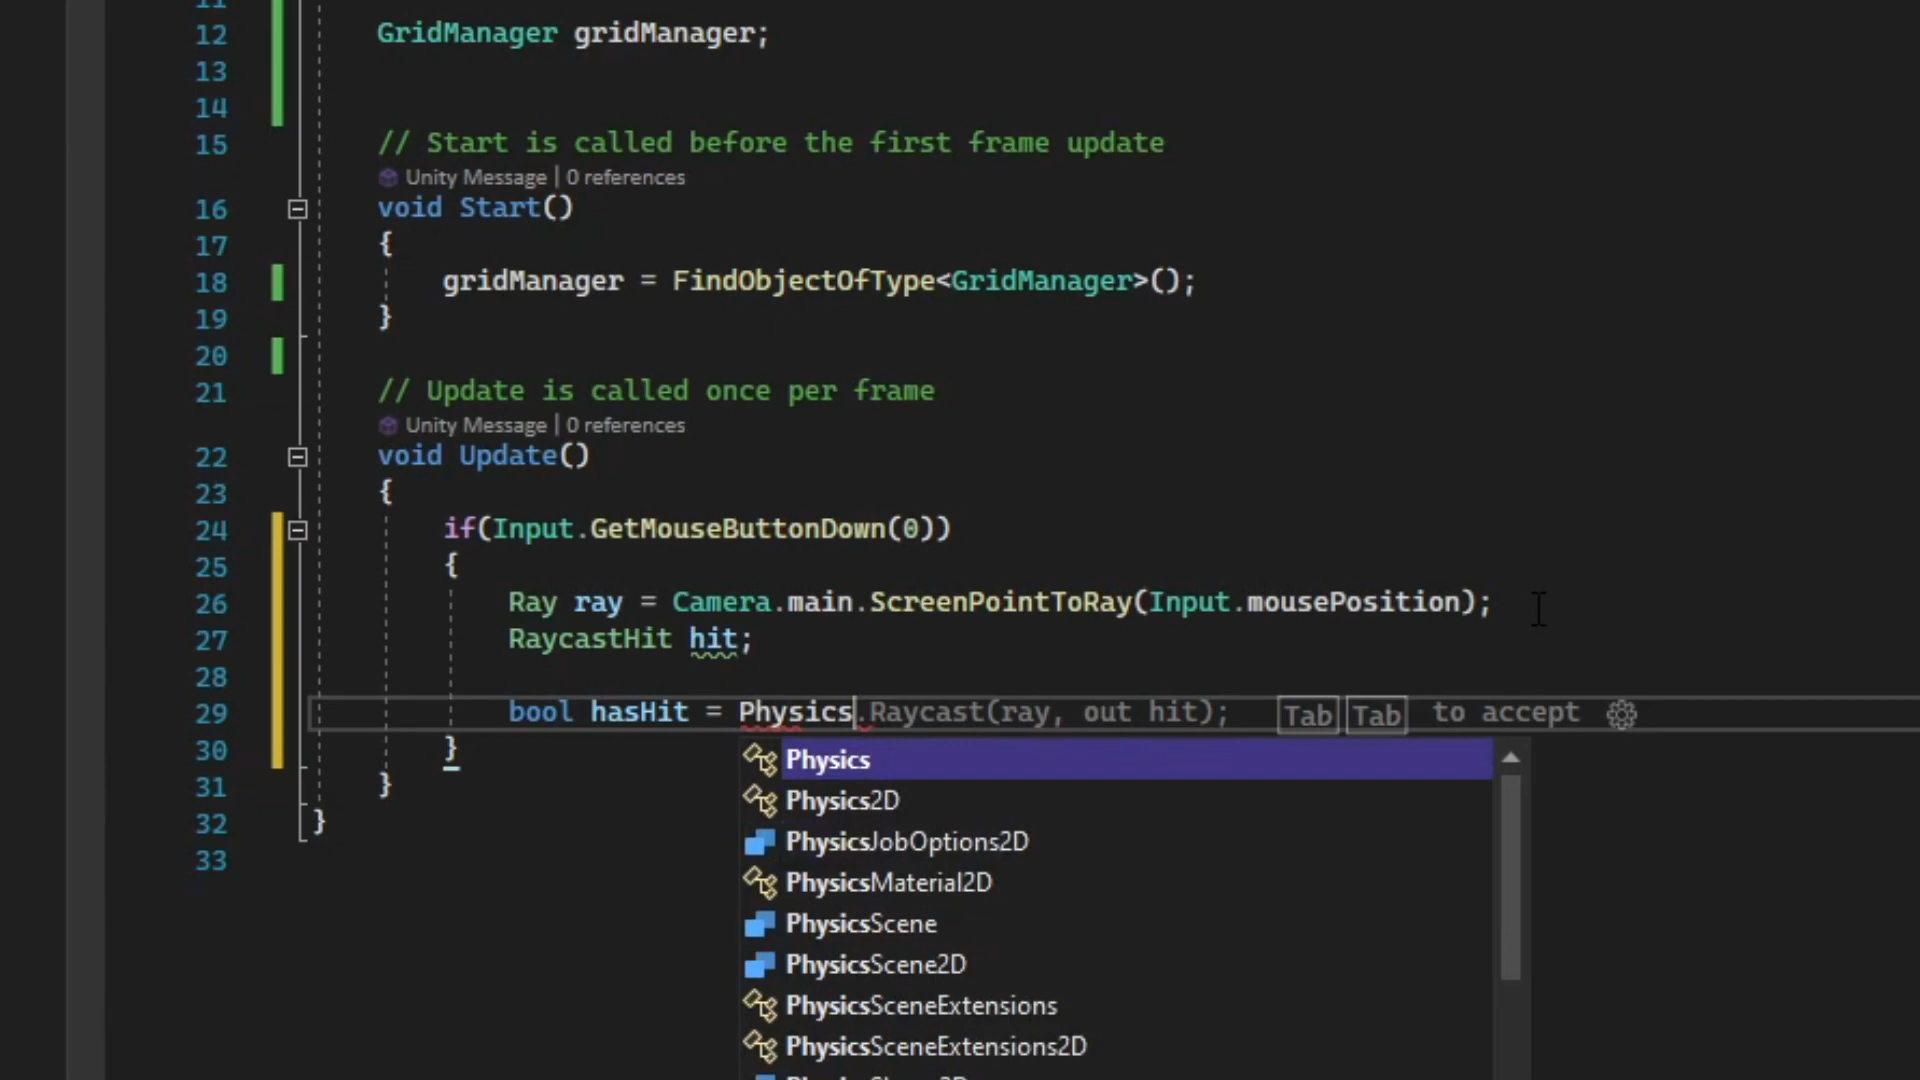 12 GridManager gridManager;
13
14
15 // Start is called before the first frame update
Unity Message | 0 references
16 void Start()
17 {
18 gridManager = FindObjectOfType<GridManager>();
19 }
20
21 // Update is called once per frame
Unity Message | 0 references
22 void Update()
23 {
24 if(Input.GetMouseButtonDown(0))
25 {
26 Ray ray = Camera.main.ScreenPointToRay(Input.mousePosition);
27 RaycastHit hit;
28
29 bool hasHit = Physics.Raycast(ray, out hit); Tab Tab to accept
30 }
31 }
32 }
33
Physics
Physics2D
PhysicsJobOptions2D
PhysicsMaterial2D
PhysicsScene
PhysicsScene2D
PhysicsSceneExtensions
PhysicsSceneExtensions2D